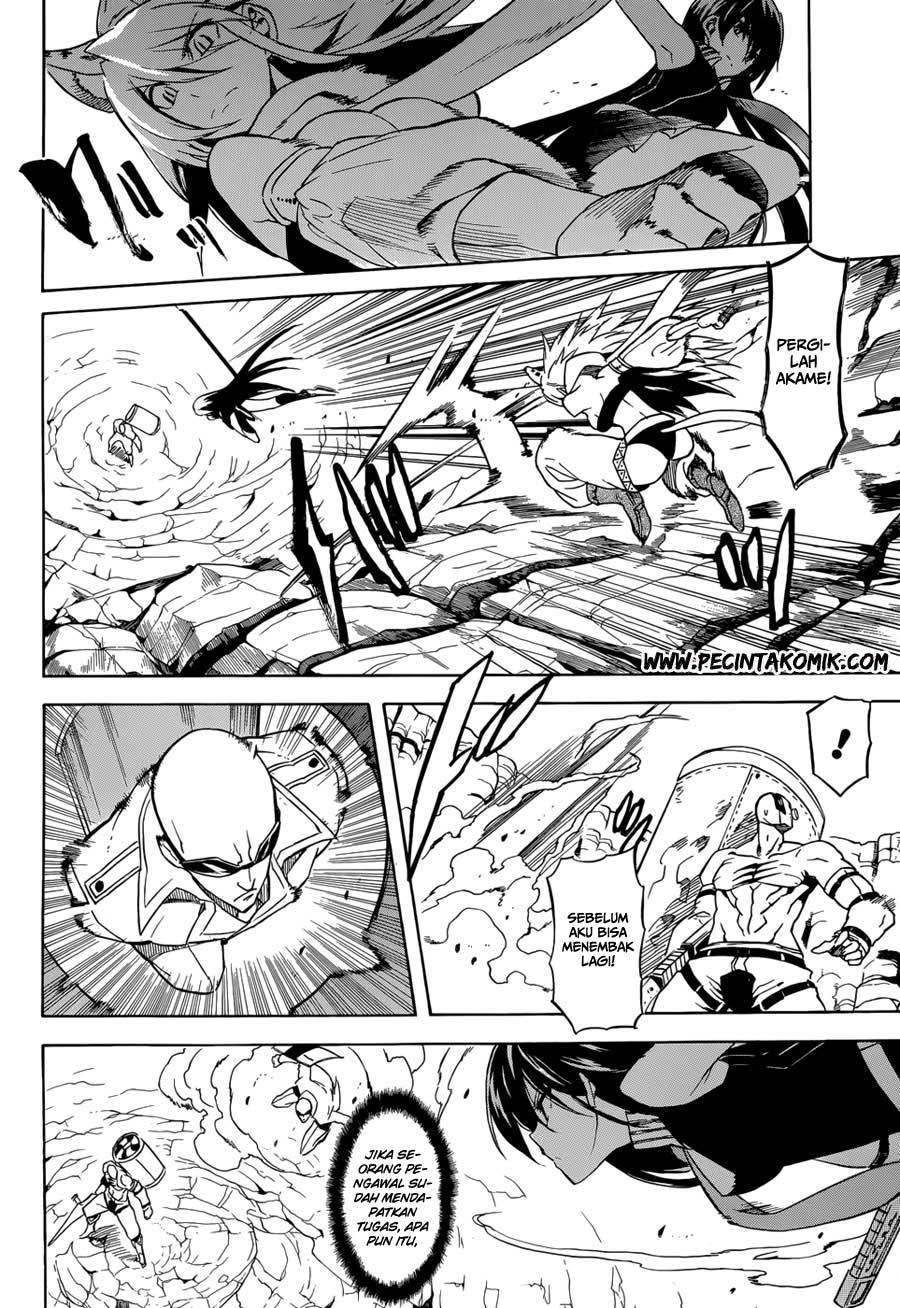 PERGI-
LAH
AKAME!
WWW.PECINTAKOMIK.COM
!
SEBELUM
AKU BISA
MENEMBAK
LAGI!
JIKA SE-
ORANG PE-
NGAWAL SU-
DAH MENDA-
PATKAN
TUGAS, APA
PUN ITU,